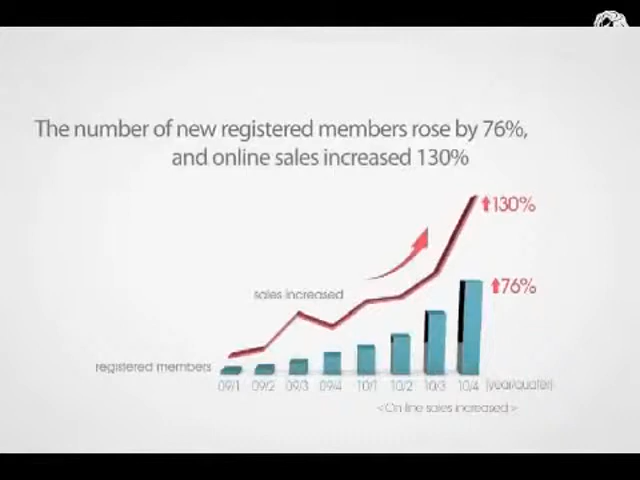 The number of new registered members rose by 76%,
and online sales increased 130%
130%
76%
sales increased
registered members
09/1 09/2 09/3 09/4 10/1 10/2 10/3 10/4 (year/quater)
<On line sales increased>